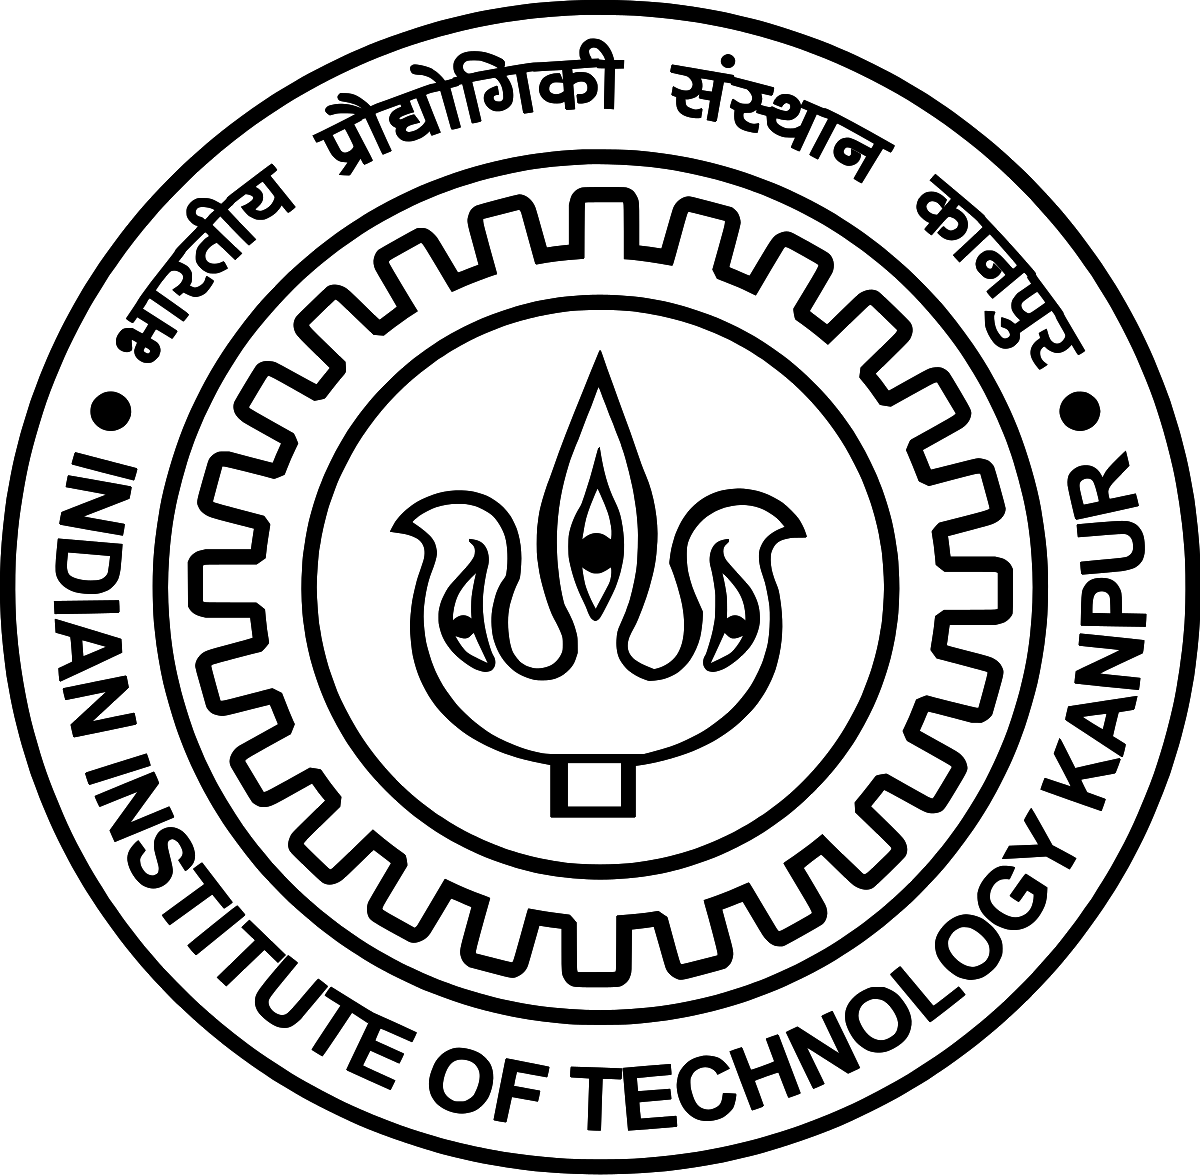 भारतीय प्रौद्योगिकी संस्थान कानपुर
INDIAN INSTITUTE OF TECHNOLOGY KANPUR